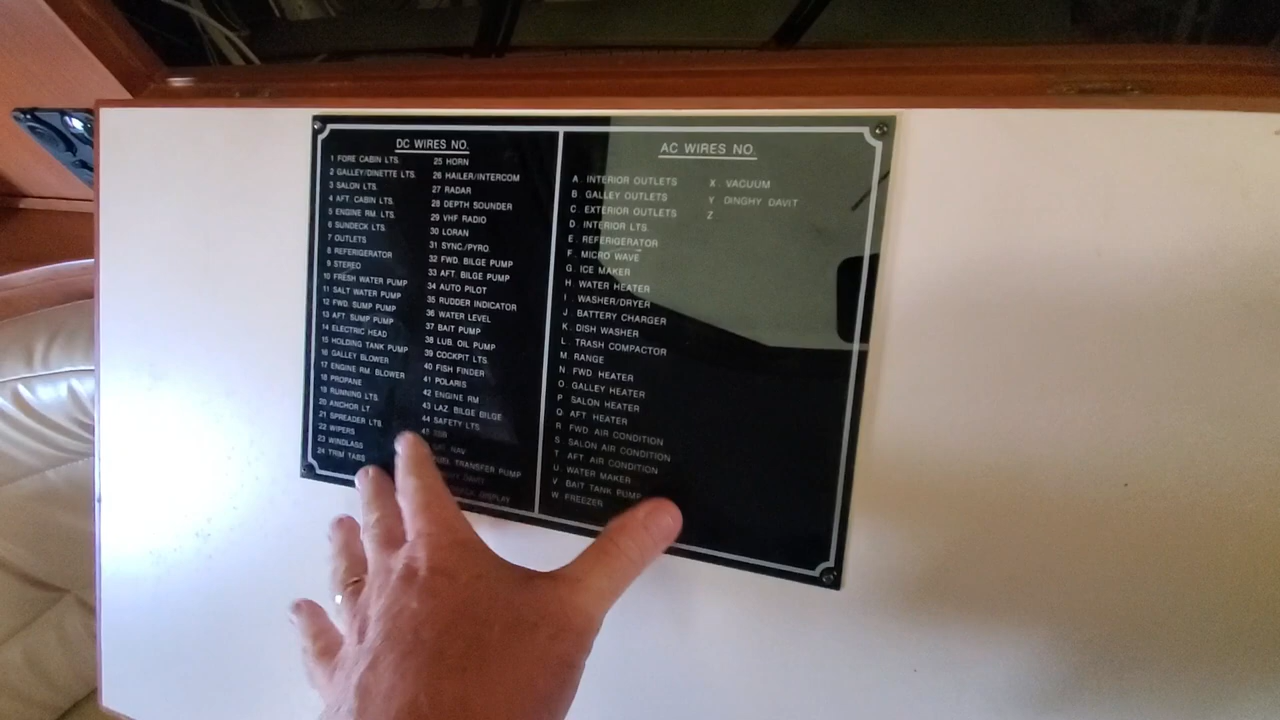 DC WIRES NO.
1 FORE CABIN LTS.
2 GALLEY/DINETTE LTS.
3 SALON LTS.
4 AFT. CABIN LTS.
5 ENGINE RM. LTS.
6 SUNDECK LTS.
7 OUTLETS
8 REFERIGERATOR
9 STEREO
10 FRESH WATER PUMP
11 SALT WATER PUMP
12 FWD. SUMP PUMP
13 AFT. SUMP PUMP
14 ELECTRIC HEAD
15 HOLDING TANK PUMP
16 GALLEY BLOWER
17 ENGINE RM. BLOWER
18 PROPANE
19 RUNNING LTS.
20 ANCHOR LT
21 SPREADER LTS
22 WIPERS
23 WINDLASS
24 TRIM TABS
25 HORN
26 HAILER/INTERCOM
27 RADAR
28 DEPTH SOUNDER
29 VHF RADIO
30 LORAN
31 SYNC./PYRO
32 FWD. BILGE PUMP
33 AFT. BILGE PUMP
34 AUTO PILOT
35 RUDDER INDICATOR
36 WATER LEVEL
37 BAIT PUMP
38 LUB. OIL PUMP
39 COCKPIT LTS.
40 FISH FINDER
41 POLARIS
42 ENGINE RM
43 LAZ. BILGE BILGE
44 SAFETY LTS.
45 SSB
NAV
TRANSFER PUMP
DAVIT
DISPLAY
AC WIRES NO.
A. INTERIOR OUTLETS
B. GALLEY OUTLETS
C. EXTERIOR OUTLETS
D. INTERIOR LTS.
E. REFERIGERATOR
F. MICRO WAVE
G. ICE MAKER
H. WATER HEATER
I. WASHER/DRYER
J. BATTERY CHARGER
K. DISH WASHER
L. TRASH COMPACTOR
M. RANGE
N. FWD HEATER
O. GALLEY HEATER
P SALON HEATER
Q AFT HEATER
R FWD AIR CONDITION
S. SALON AIR CONDITION
T AFT. AIR CONDITION
U. WATER MAKER
V. BAIT TANK PUMP
W. FREEZER
X. VACUUM
Y DINGHY DAVIT
Z.